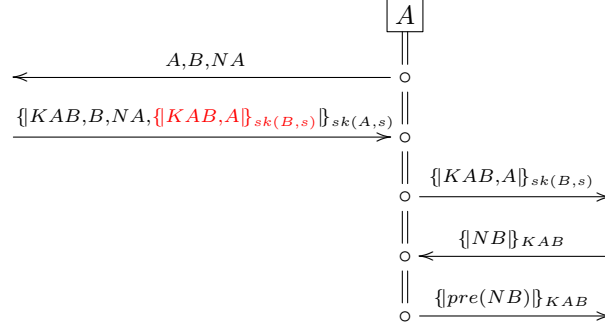 A
A,B,NA
{|KAB,B,NA,{|KAB,A|}sk(B,s)|}sk(A,s)
{|KAB,A|}sk(B,s)
{|NB|}KAB
{|pre(NB)|}KAB